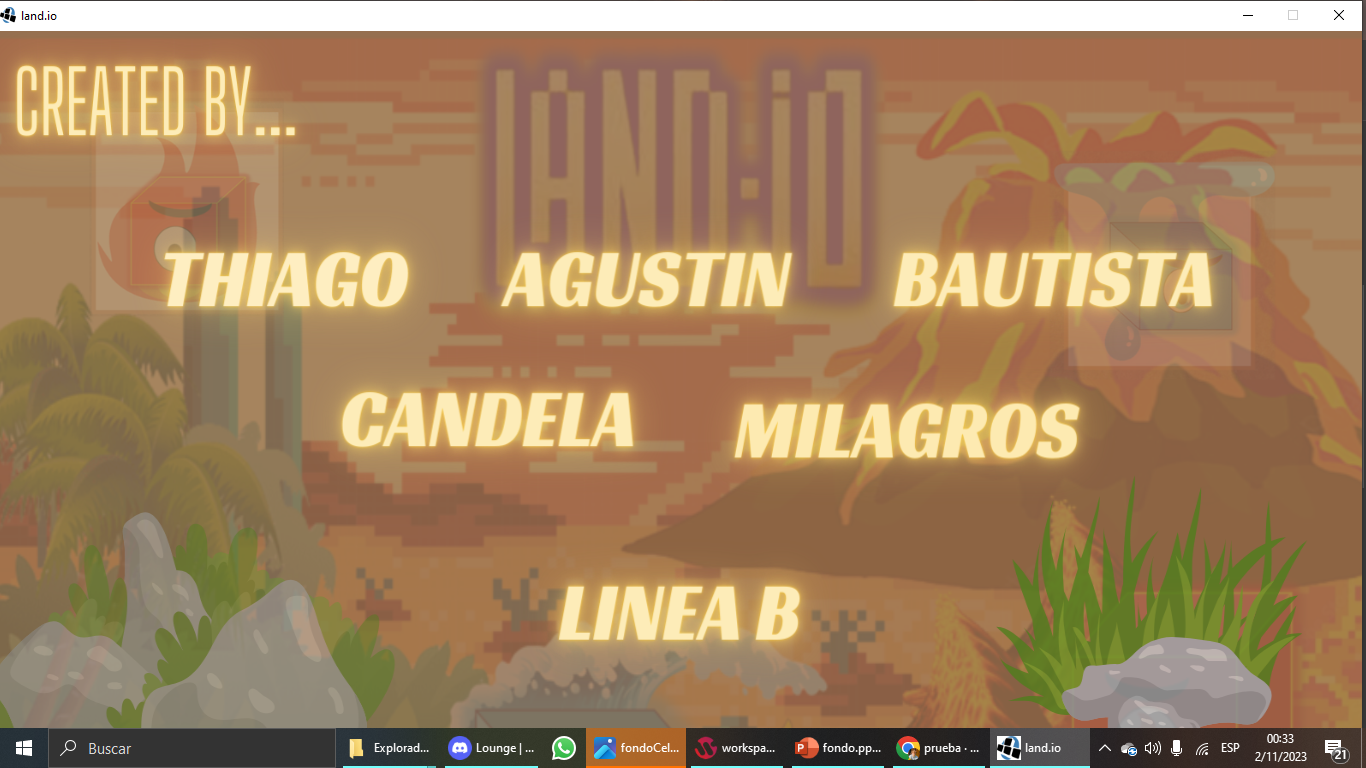 land.io
CREATED BY...
LAND:IO
THIAGO AGUSTIN BAUTISTA
CANDELA MILAGROS
LINEA B
Buscar
Explorad...
Lounge | ...
fondoCel...
workspa...
fondo.pp...
prueba · ...
land.io
ESP
00:33
2/11/2023
21